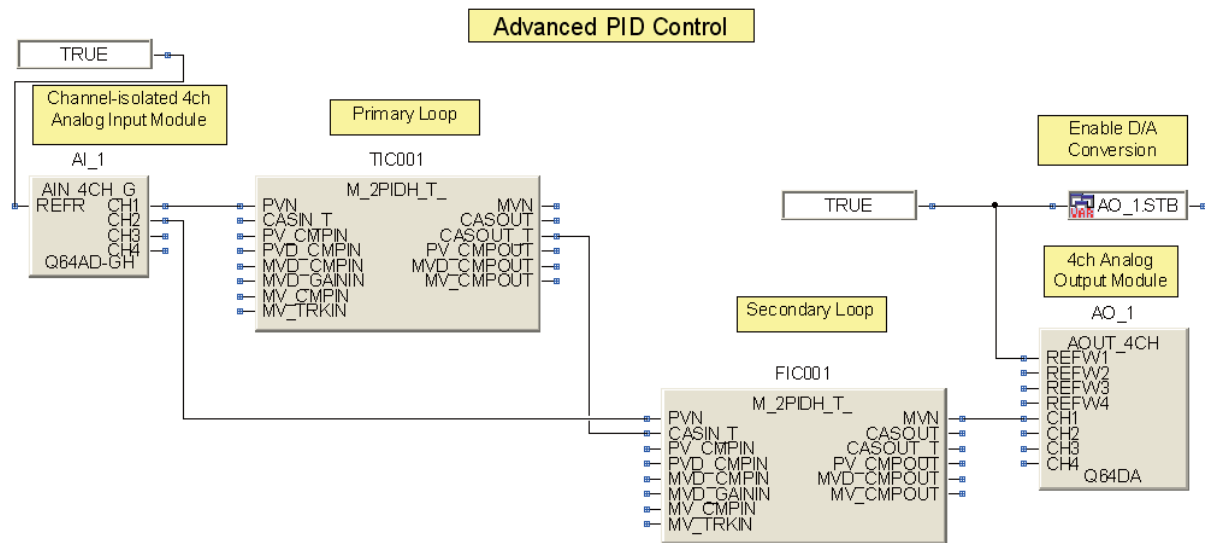 Advanced PID Control
TRUE
Channel-isolated 4ch
Analog Input Module
AI_1
AIN_4CH_G
REFR CH1
CH2
CH3
CH4
Q64AD-GH
Primary Loop
TIC001
M_2PIDH_T_
PVN MVN
CASIN_T CASOUT
PV_CMPIN CASOUT_T
PVD_CMPIN PV_CMPOUT
MVD_CMPIN MVD_CMPOUT
MVD_GAININ MV_CMPOUT
MV_CMPIN
MV_TRKIN
Secondary Loop
FIC001
M_2PIDH_T_
PVN MVN
CASIN_T CASOUT
PV_CMPIN CASOUT_T
PVD_CMPIN PV_CMPOUT
MVD_CMPIN MVD_CMPOUT
MVD_GAININ MV_CMPOUT
MV_CMPIN
MV_TRKIN
TRUE
Enable D/A
Conversion
VAR AO_1.STB
4ch Analog
Output Module
AO_1
AOUT_4CH
REFW1
REFW2
REFW3
REFW4
CH1
CH2
CH3
CH4
Q64DA